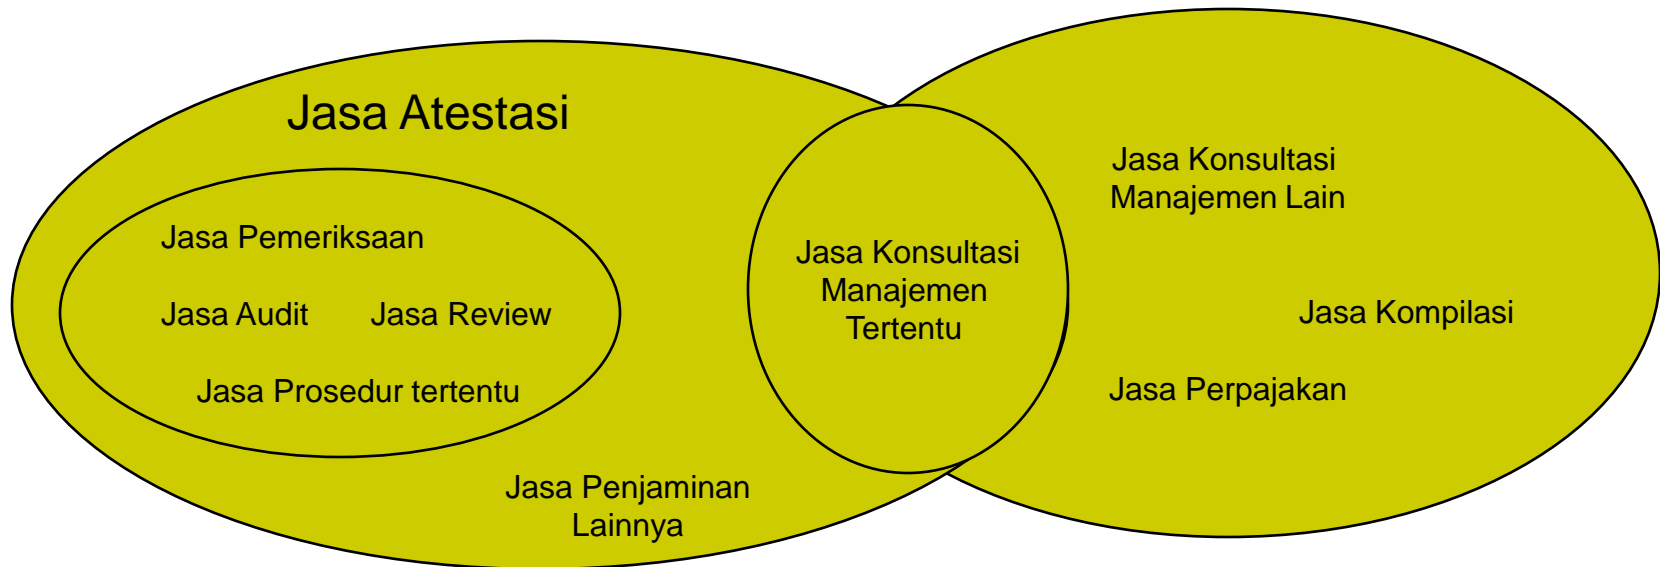 Jasa Atestasi
Jasa Pemeriksaan
Jasa Audit
Jasa Review
Jasa Prosedur tertentu
Jasa Penjaminan
Lainnya
Jasa Konsultasi
Manajemen
Tertentu
Jasa Konsultasi
Manajemen Lain
Jasa Kompilasi
Jasa Perpajakan